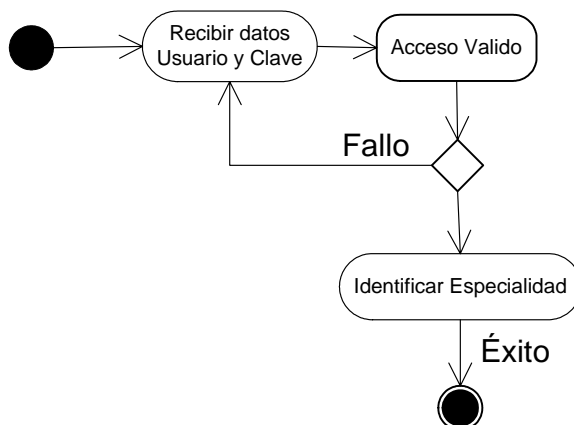 Recibir datos
Usuario y Clave
Acceso Valido
Fallo
Identificar Especialidad
Éxito